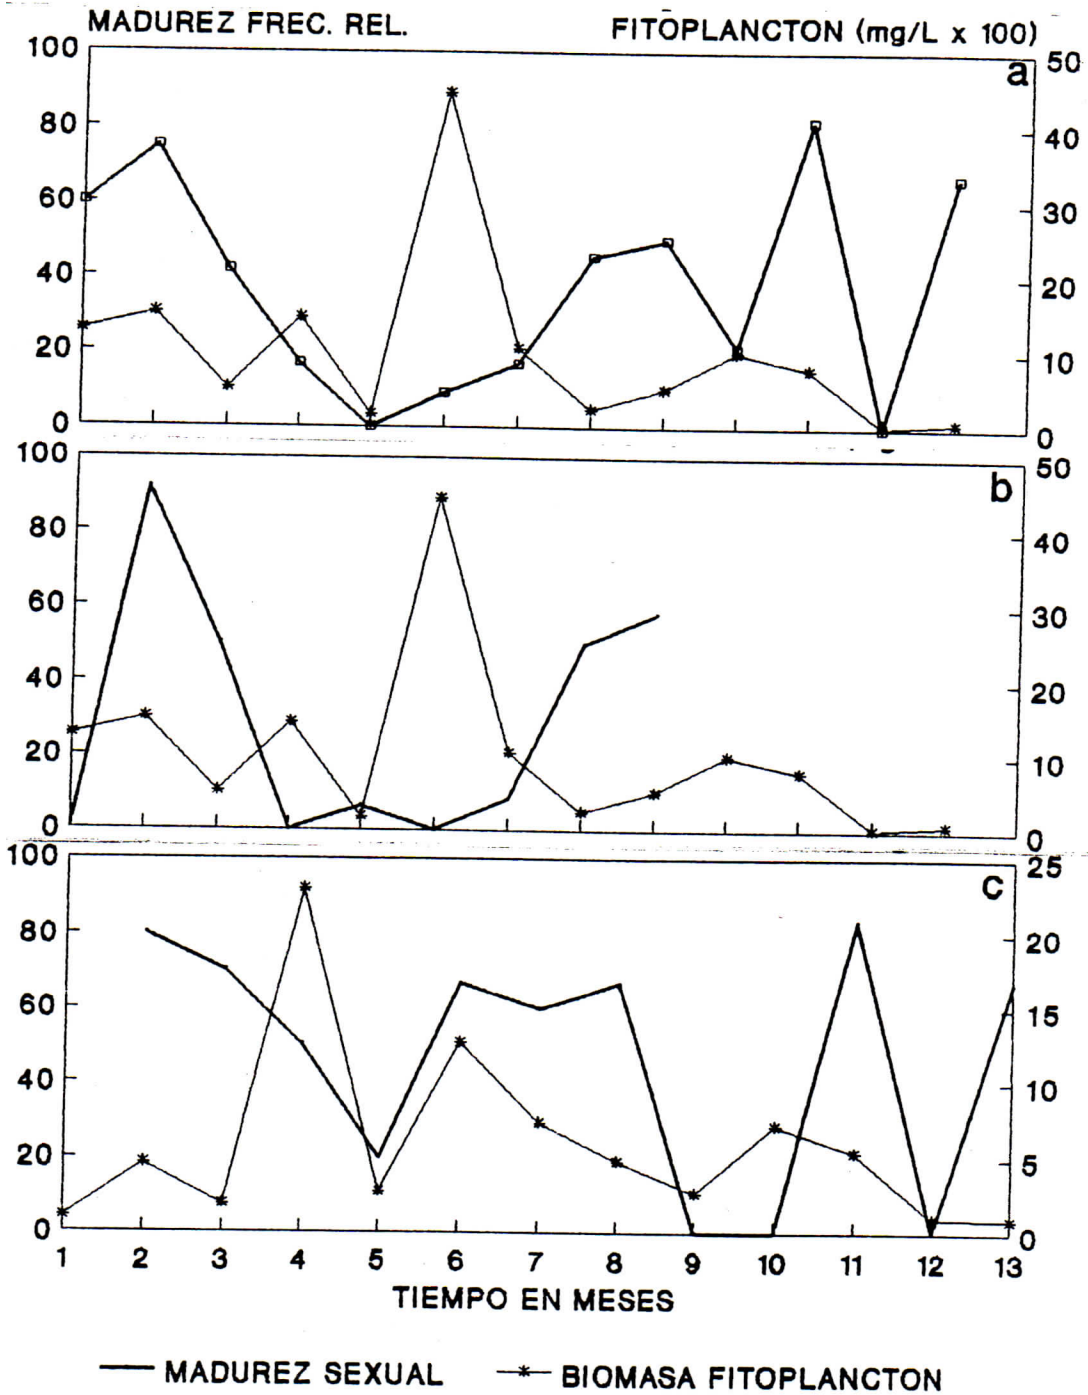 MADUREZ FREC. REL. FITOPLANCTON (mg/L x 100)
100 50
a
80 40
60 30
40 20
20 10
0 0
100 50
b
80 40
60 30
40 20
20 10
0 0
100 25
c
80 20
60 15
40 10
20 5
0 0
1 2 3 4 5 6 7 8 9 10 11 12 13
TIEMPO EN MESES
MADUREZ SEXUAL BIOMASA FITOPLANCTON